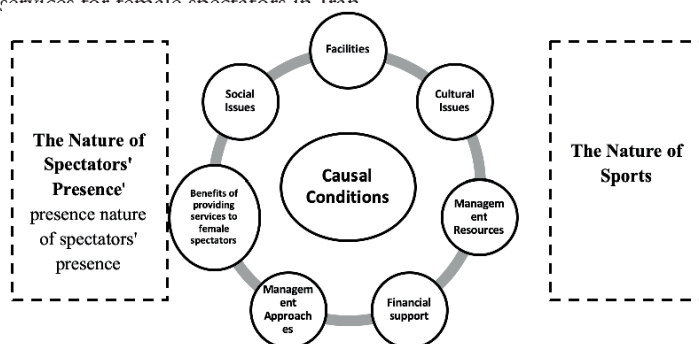 services for female spectators in Iran
Facilities
Social
Issues
Cultural
Issues
The Nature of
Spectators'
Presence'
presence nature
of spectators'
presence
Benefits of
providing
services to
female
spectators
Causal
Conditions
Managem
ent
Resources
The Nature of
Sports
Managem
ent
Approach
es
Financial
support